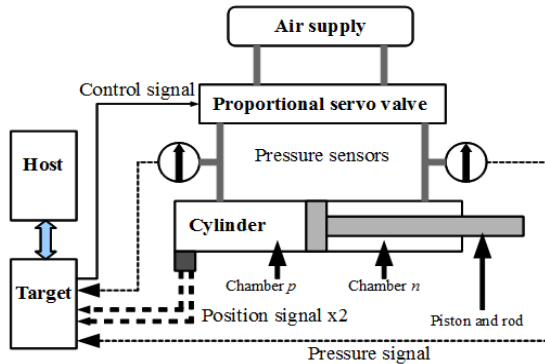 Air supply
Control signal
Proportional servo valve
Host
Pressure sensors
Cylinder
Target
Chamber p
Chamber n
Position signal x2
Piston and rod
Pressure signal